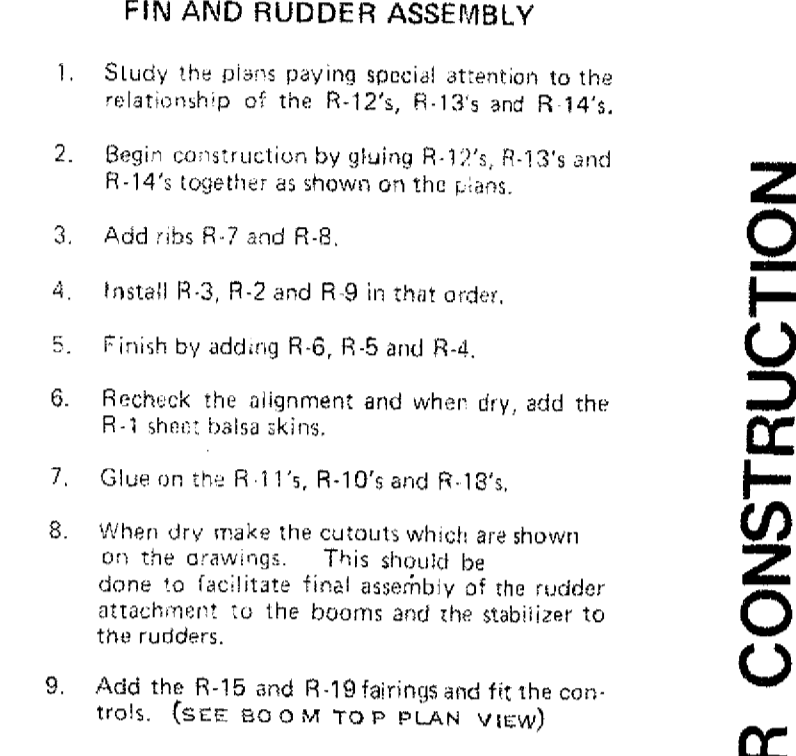 FIN AND RUDDER ASSEMBLY
1. Study the plans paying special attention to the
relationship of the R-12's, R-13's and R-14's.
2. Begin construction by gluing R-12's, R-13's and
R-14's together as shown on the plans.
3. Add ribs R-7 and R-8.
4. Install R-3, R-2 and R-9 in that order.
5. Finish by adding R-6, R-5 and R-4.
6. Recheck the alignment and when dry, add the
R-1 sheet balsa skins.
7. Glue on the R-11's, R-10's and R-18's.
8. When dry make the cutouts which are shown
on the drawings. This should be
done to facilitate final assembly of the rudder
attachment to the booms and the stabilizer to
the rudders.
9. Add the R-15 and R-19 fairings and fit the con-
trols. (SEE BOOM TOP PLAN VIEW)
R CONSTRUCTION